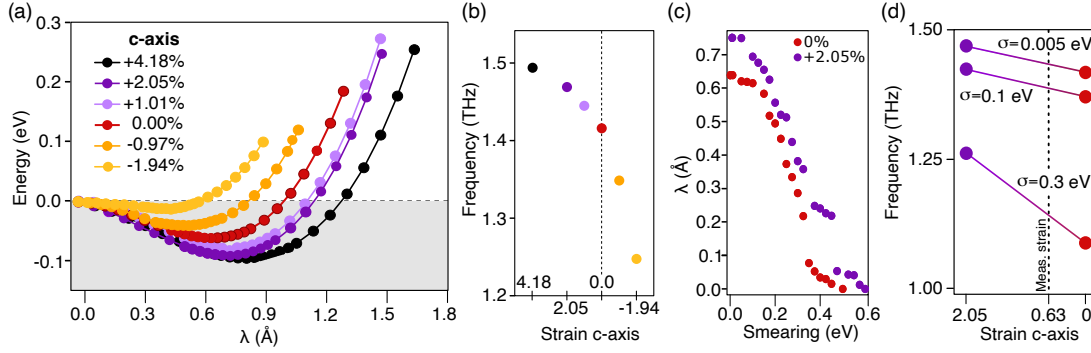 (a)
Energy (eV)
0.3
0.2
0.1
0.0
-0.1
c-axis
+4.18%
+2.05%
+1.01%
0.00%
-0.97%
-1.94%
0.0
0.3
0.6
0.9
1.2
1.5
1.8
λ (Å)
(b)
Frequency (THz)
1.5
1.4
1.3
1.2
4.18
0.0
2.05
-1.94
Strain c-axis
(c)
λ (Å)
0.7
0.6
0.5
0.4
0.3
0.2
0.1
0.0
0%
+2.05%
0.0
0.2
0.4
0.6
Smearing (eV)
(d)
Frequency (THz)
1.50
1.25
1.00
σ=0.005 eV
σ=0.1 eV
σ=0.3 eV
Meas. strain
2.05
0.63
0
Strain c-axis